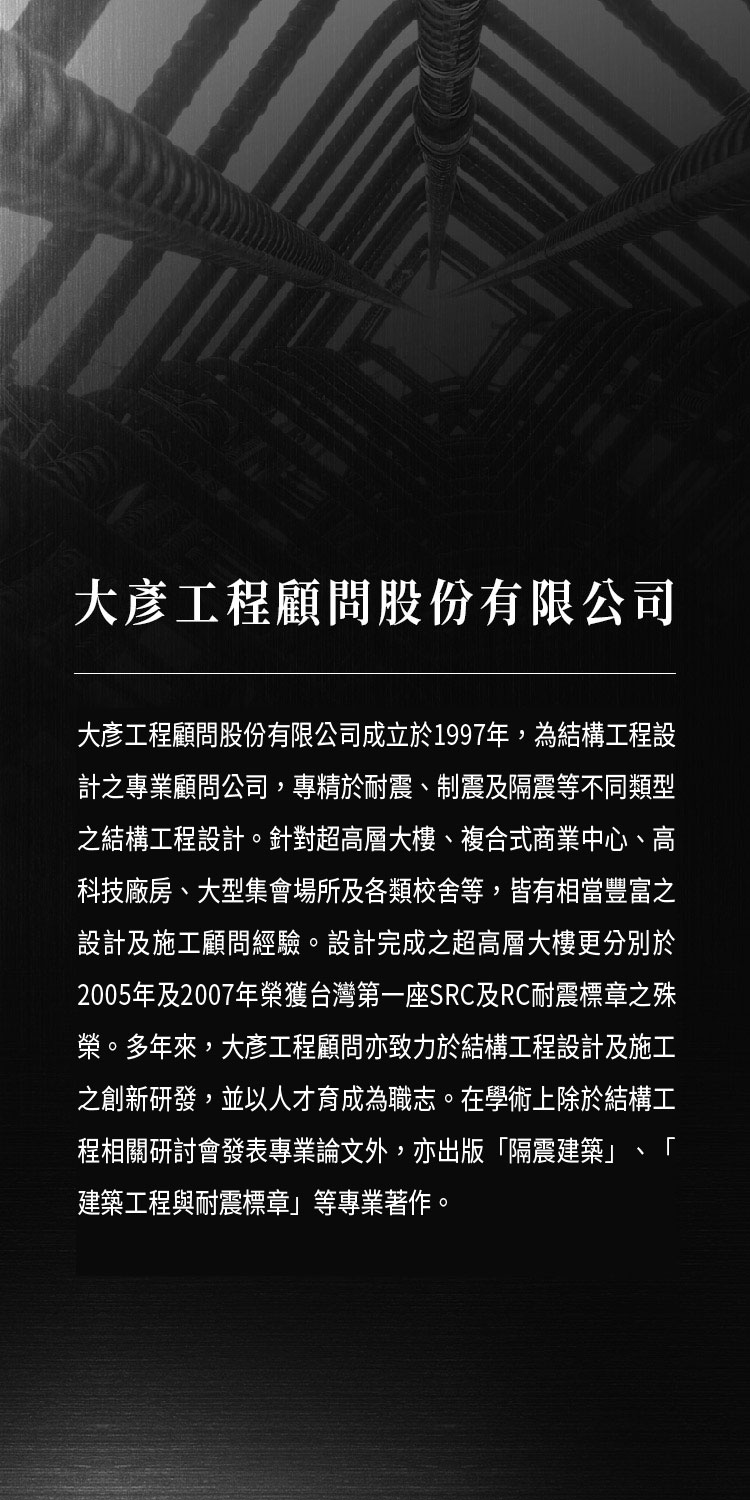 大彥工程顧問股份有限公司
大彥工程顧問股份有限公司成立於1997年，為結構工程設
計之專業顧問公司，專精於耐震、制震及隔震等不同類型
之結構工程設計。針對超高層大樓、複合式商業中心、高
科技廠房、大型集會場所及各類校舍等，皆有相當豐富之
設計及施工顧問經驗。設計完成之超高層大樓更分別於
2005年及2007年榮獲台灣第一座SRC及RC耐震標章之殊
榮。多年來，大彥工程顧問亦致力於結構工程設計及施工
之創新研發，並以人才育成為職志。在學術上除於結構工
程相關研討會發表專業論文外，亦出版「隔震建築」、「
建築工程與耐震標章」等專業著作。